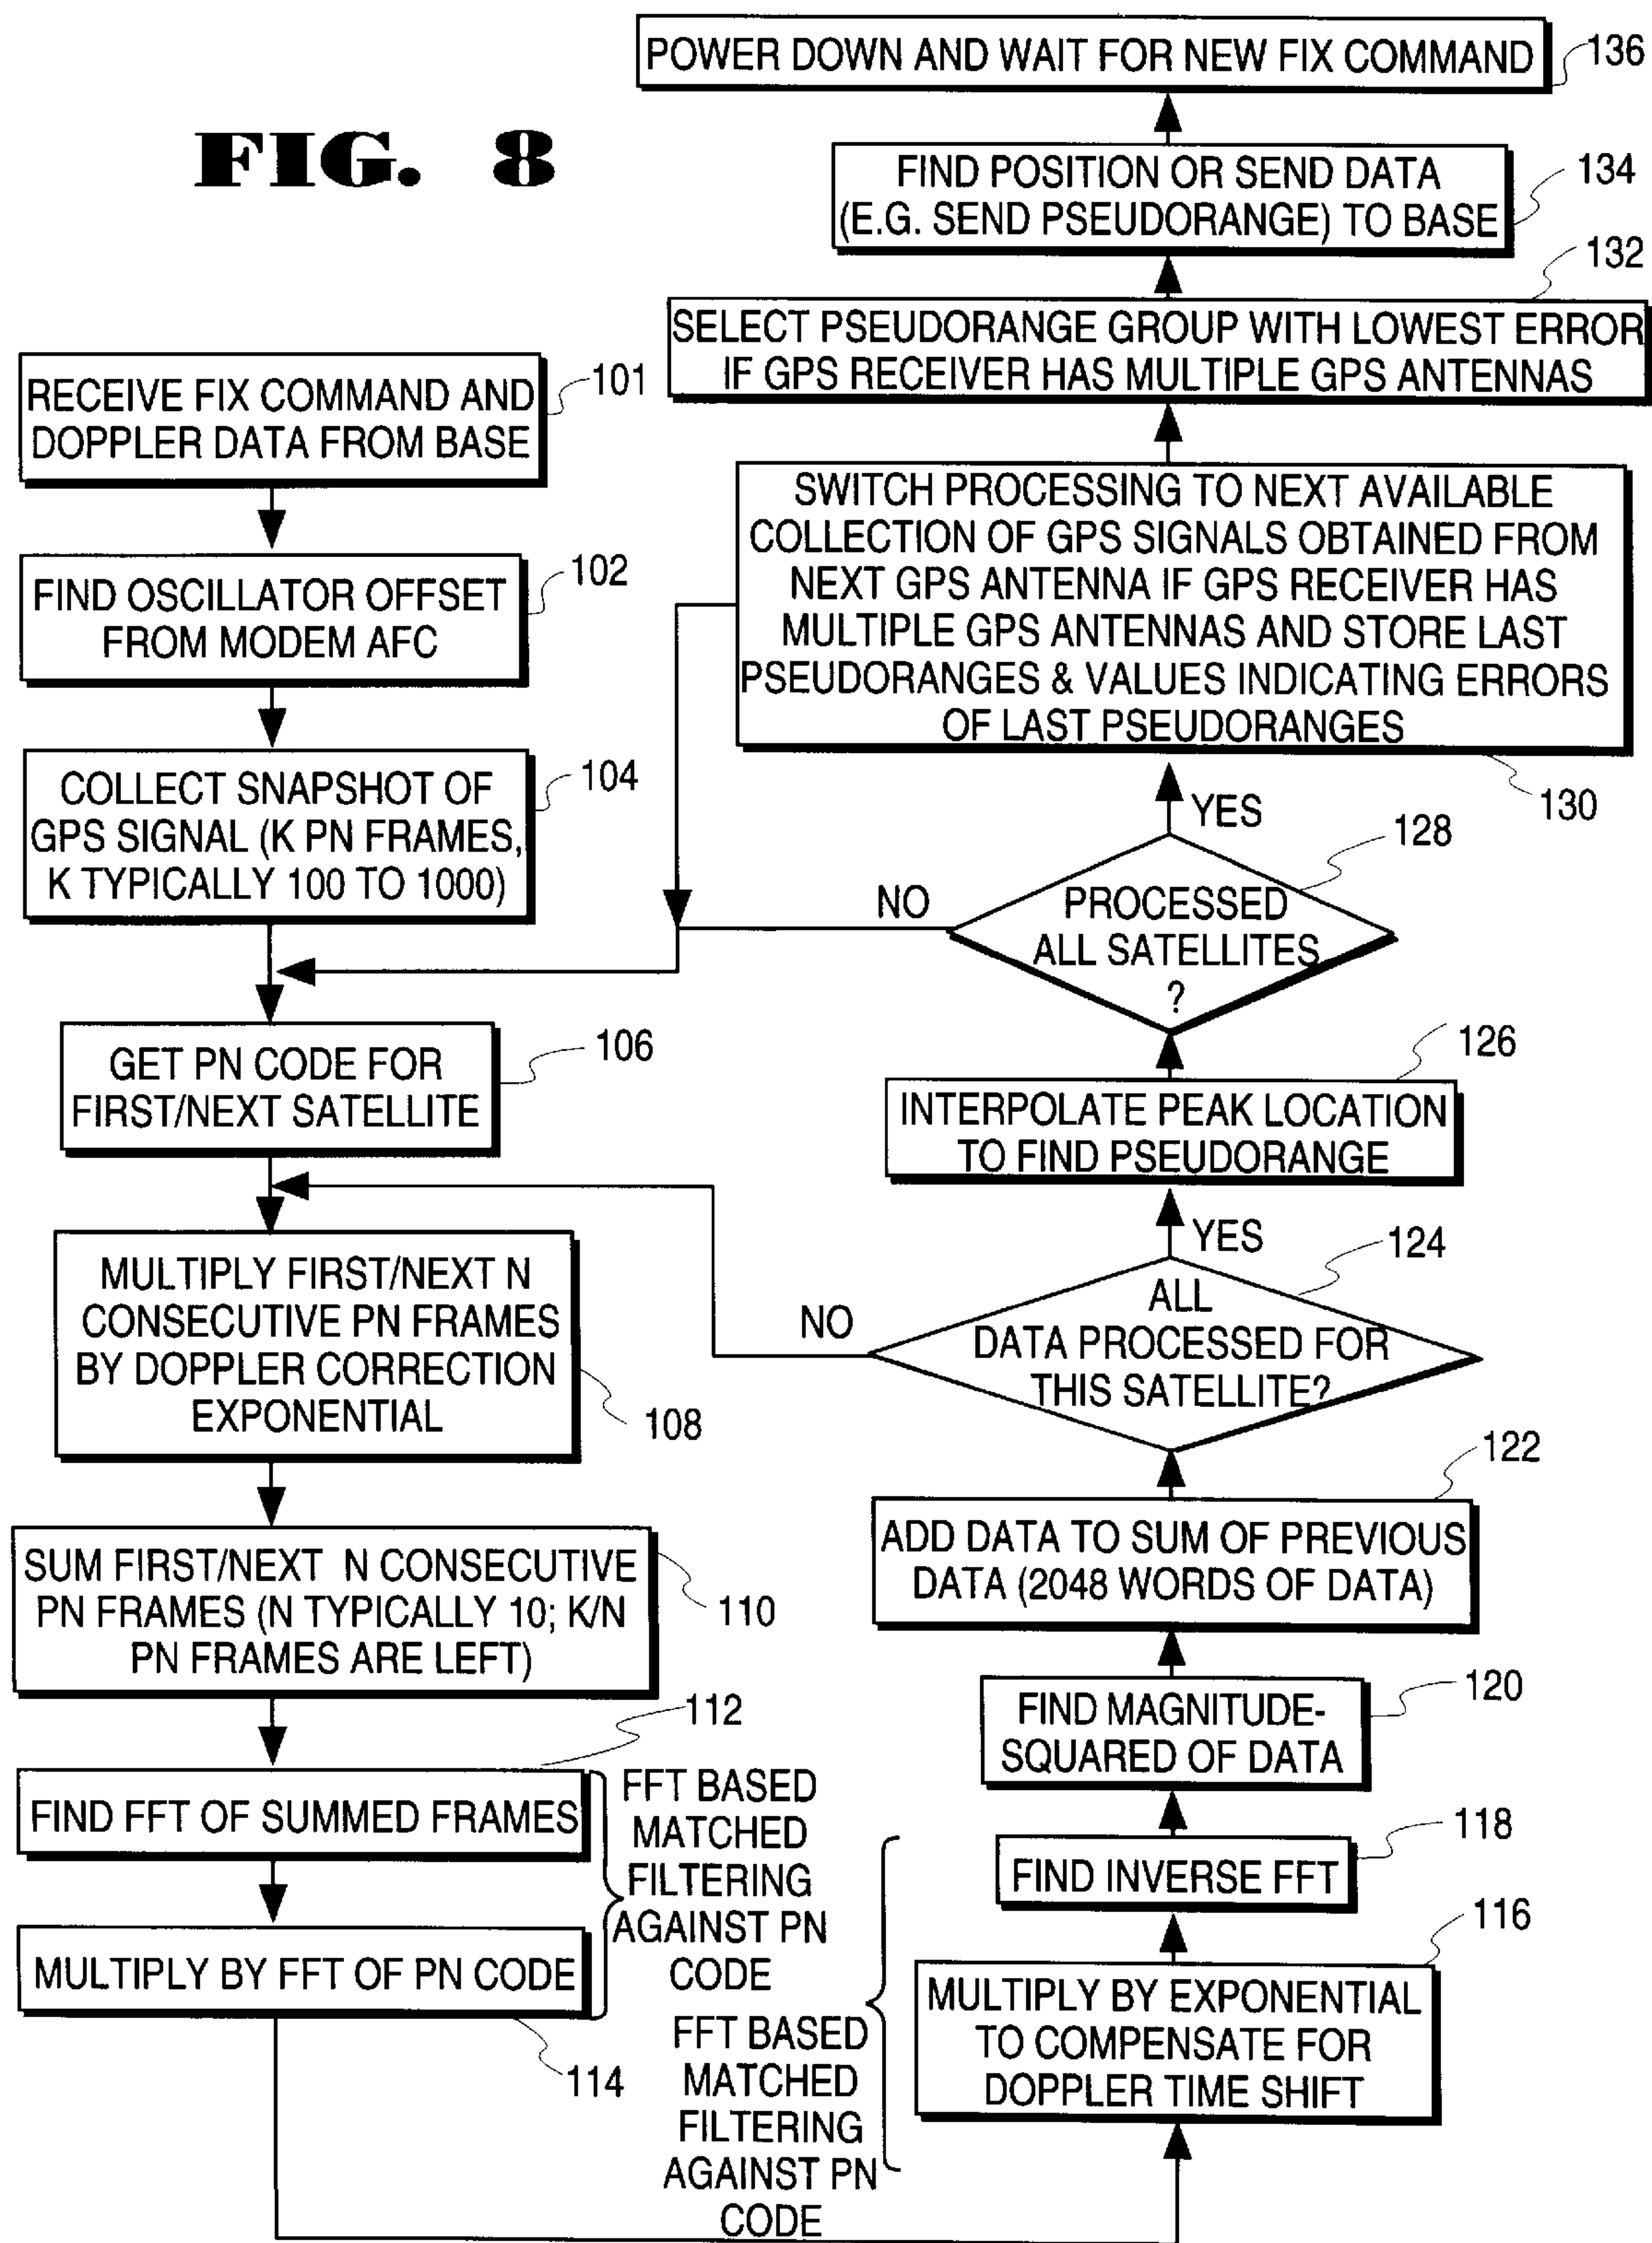 FIG. 8
RECEIVE FIX COMMAND AND
DOPPLER DATA FROM BASE
101
FIND OSCILLATOR OFFSET
FROM MODEM AFC
102
COLLECT SNAPSHOT OF
GPS SIGNAL (K PN FRAMES,
K TYPICALLY 100 TO 1000)
104
GET PN CODE FOR
FIRST/NEXT SATELLITE
106
MULTIPLY FIRST/NEXT N
CONSECUTIVE PN FRAMES
BY DOPPLER CORRECTION
EXPONENTIAL
108
SUM FIRST/NEXT N CONSECUTIVE
PN FRAMES (N TYPICALLY 10; K/N
PN FRAMES ARE LEFT)
110
112
FIND FFT OF SUMMED FRAMES
MULTIPLY BY FFT OF PN CODE
114
FFT BASED
MATCHED
FILTERING
AGAINST PN
CODE
FFT BASED
MATCHED
FILTERING
AGAINST PN
CODE
MULTIPLY BY EXPONENTIAL
TO COMPENSATE FOR
DOPPLER TIME SHIFT
116
FIND INVERSE FFT
118
FIND MAGNITUDE-
SQUARED OF DATA
120
ADD DATA TO SUM OF PREVIOUS
DATA (2048 WORDS OF DATA)
122
ALL
DATA PROCESSED FOR
THIS SATELLITE?
124
NO
YES
INTERPOLATE PEAK LOCATION
TO FIND PSEUDORANGE
126
PROCESSED
ALL SATELLITES
?
128
NO
YES
SWITCH PROCESSING TO NEXT AVAILABLE
COLLECTION OF GPS SIGNALS OBTAINED FROM
NEXT GPS ANTENNA IF GPS RECEIVER HAS
MULTIPLE GPS ANTENNAS AND STORE LAST
PSEUDORANGES & VALUES INDICATING ERRORS
OF LAST PSEUDORANGES
130
SELECT PSEUDORANGE GROUP WITH LOWEST ERROR
IF GPS RECEIVER HAS MULTIPLE GPS ANTENNAS
132
FIND POSITION OR SEND DATA
(E.G. SEND PSEUDORANGE) TO BASE
134
POWER DOWN AND WAIT FOR NEW FIX COMMAND
136